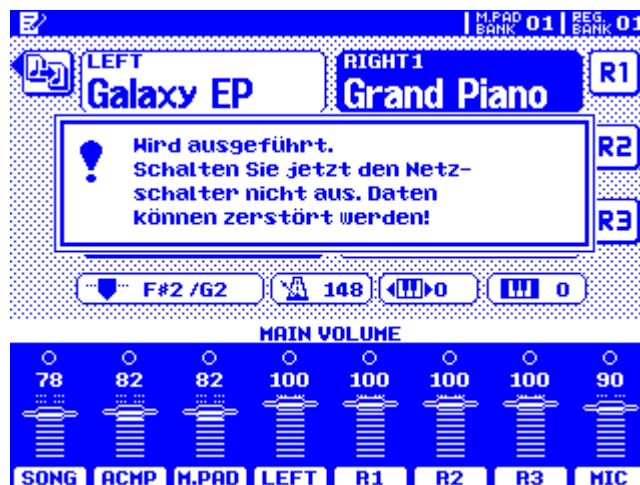 M.PAD BANK 01 REG. BANK 01
LEFT
Galaxy EP
RIGHT1
Grand Piano
R1
Wird ausgeführt.
Schalten Sie jetzt den Netz-
schalter nicht aus. Daten
können zerstört werden!
R2
R3
F#2 /G2 148 0 0
MAIN VOLUME
78 82 82 100 100 100 100 90
SONG ACMP M.PAD LEFT R1 R2 R3 MIC